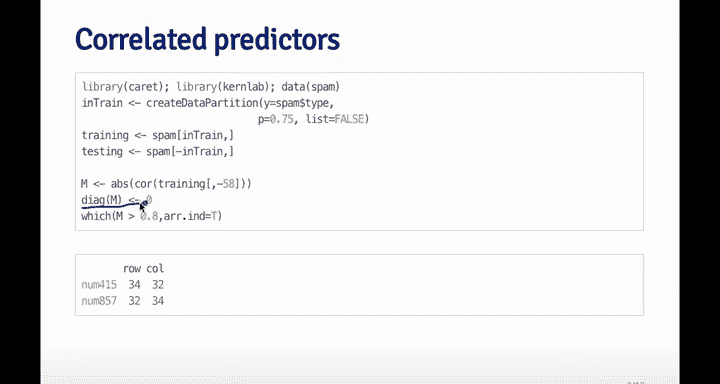 Correlated predictors
library(caret); library(kernlab); data(spam)
inTrain <- createDataPartition(y=spam$type,
p=0.75, list=FALSE)
training <- spam[inTrain,]
testing <- spam[-inTrain,]
M <- abs(cor(training[,-58]))
diag(M) <- 0
which(M > 0.8,arr.ind=T)
row col
num415 34 32
num857 32 34